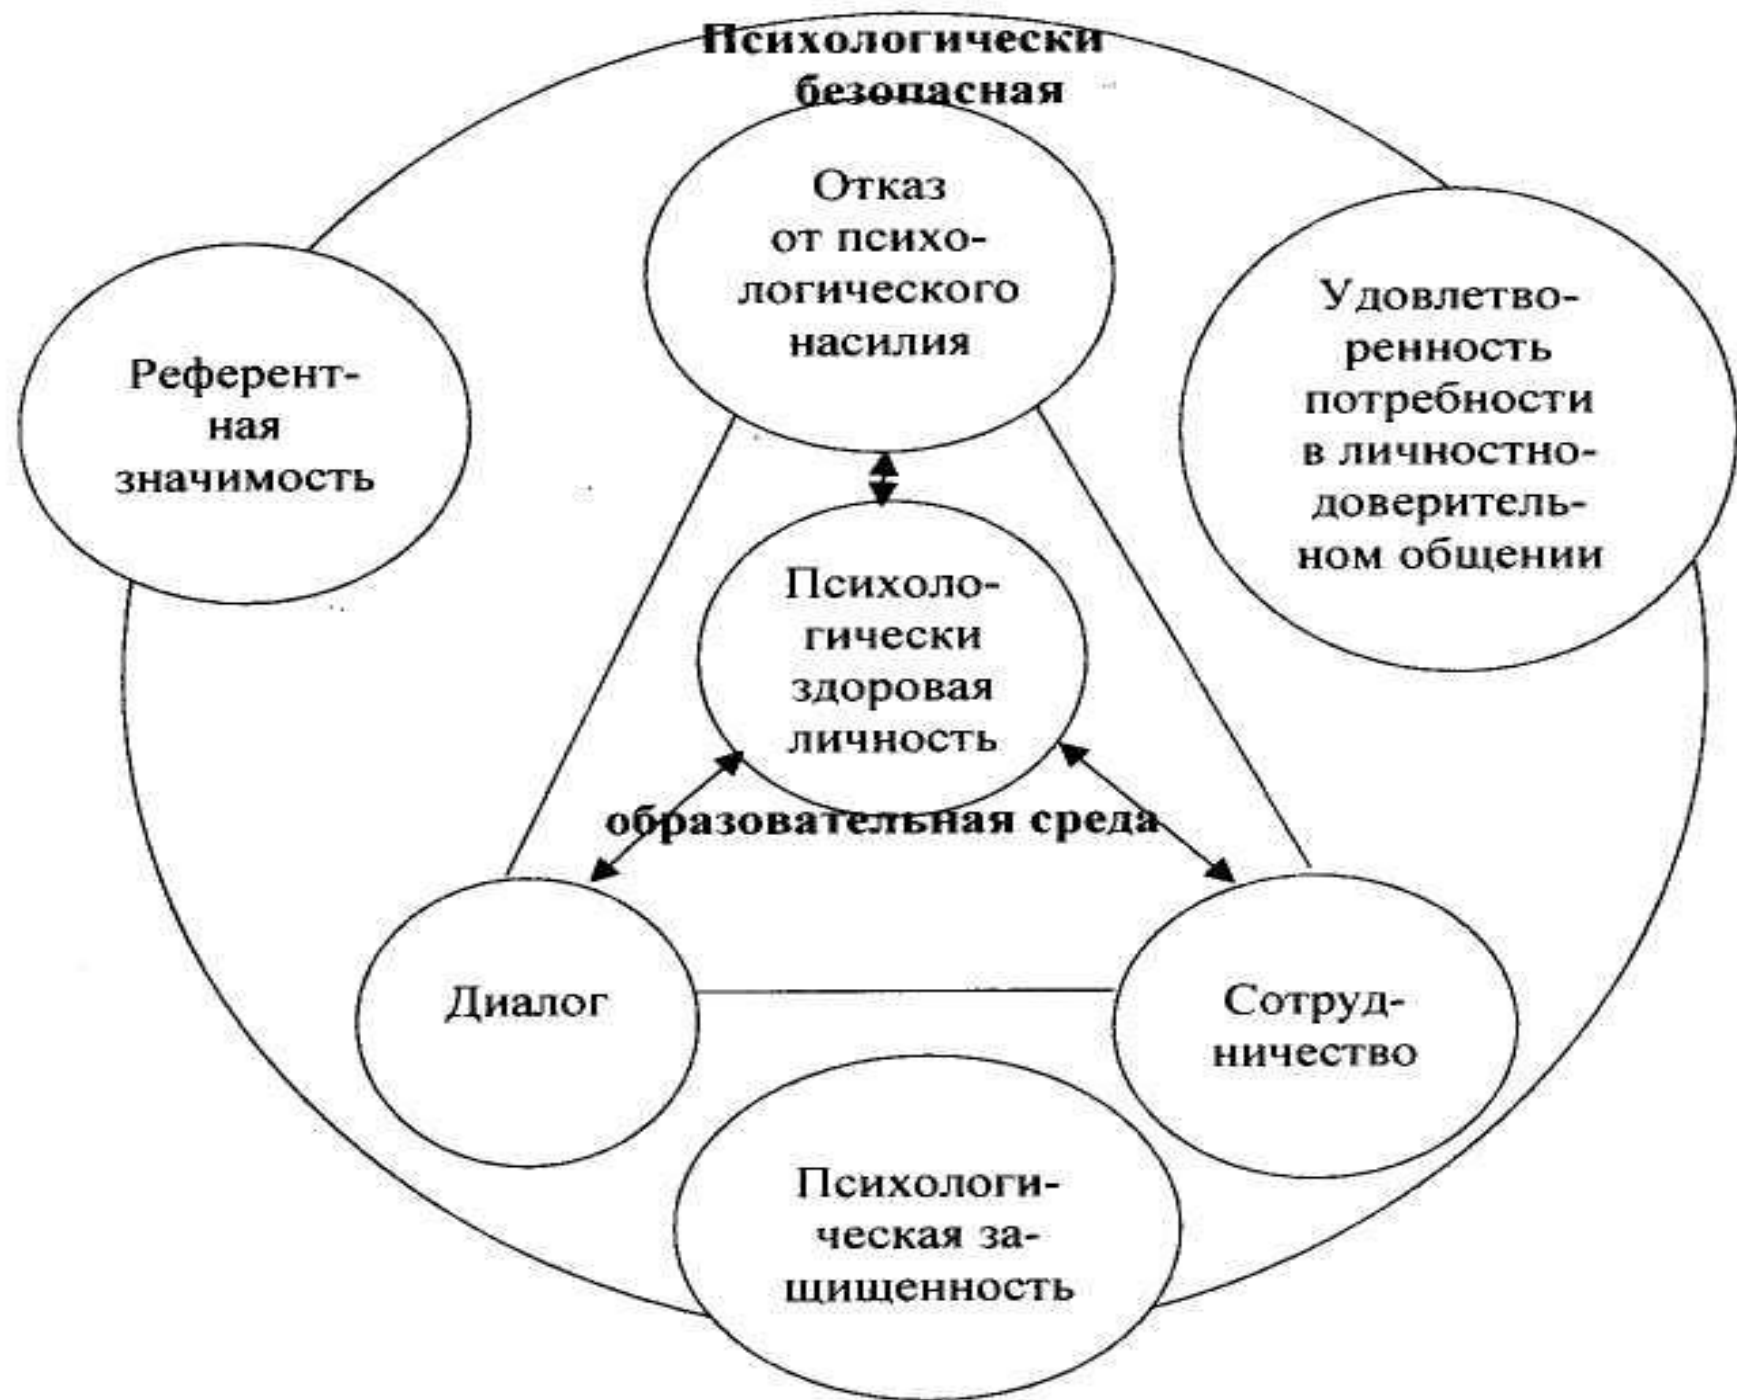 Психологически
безопасная
Отказ
от психо-
логического
насилия
Референт-
ная
значимость
Удовлетво-
ренность
потребности
в личностно-
доверитель-
ном общении
Психоло-
гически
здоровая
личность
образовательная среда
Диалог
Сотруд-
ничество
Психологи-
ческая за-
щищенность